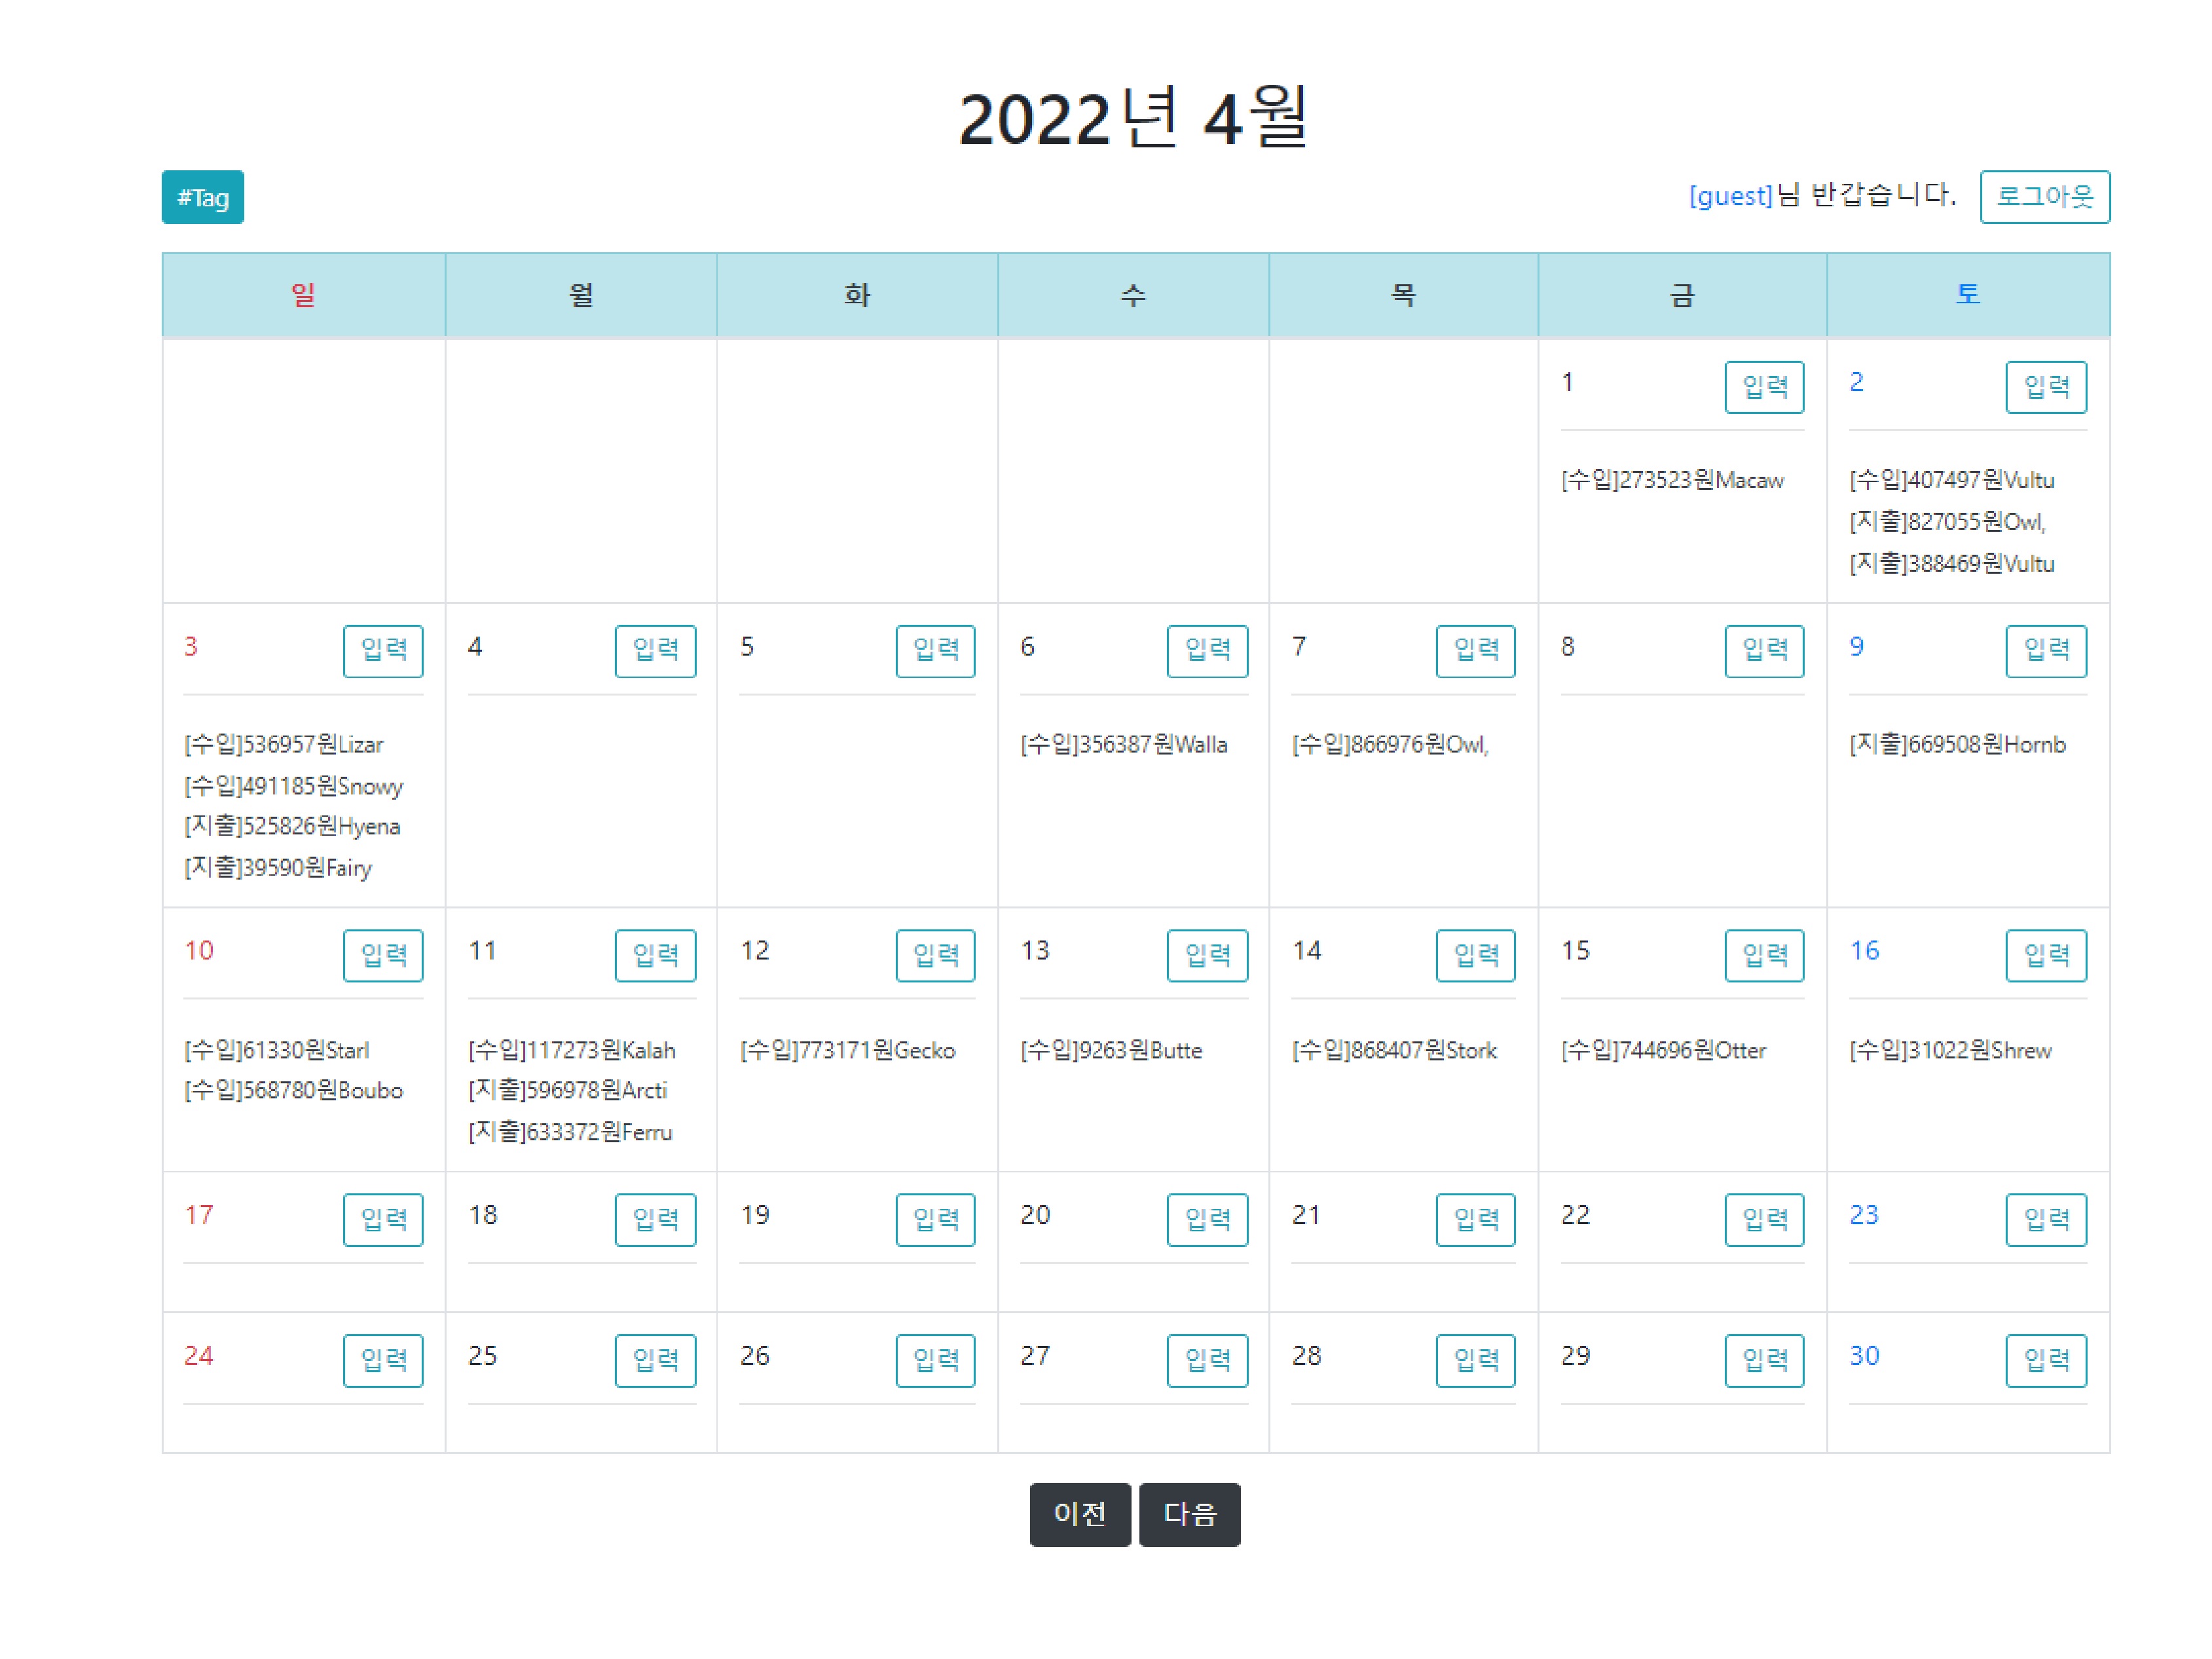 2022년 4월
#Tag
[guest]님 반갑습니다. 로그아웃
일 월 화 수 목 금 토
1 입력
[수입]273523원Macaw
2 입력
[수입]407497원Vultu
[지출]827055원Owl,
[지출]388469원Vultu
3 입력
[수입]536957원Lizar
[수입]491185원Snowy
[지출]525826원Hyena
[지출]39590원Fairy
4 입력
5 입력
6 입력
[수입]356387원Walla
7 입력
[수입]866976원Owl,
8 입력
9 입력
[지출]669508원Hornb
10 입력
[수입]61330원Starl
[수입]568780원Boubo
11 입력
[수입]117273원Kalah
[지출]596978원Arcti
[지출]633372원Ferru
12 입력
[수입]773171원Gecko
13 입력
[수입]9263원Butte
14 입력
[수입]868407원Stork
15 입력
[수입]744696원Otter
16 입력
[수입]31022원Shrew
17 입력
18 입력
19 입력
20 입력
21 입력
22 입력
23 입력
24 입력
25 입력
26 입력
27 입력
28 입력
29 입력
30 입력
이전 다음